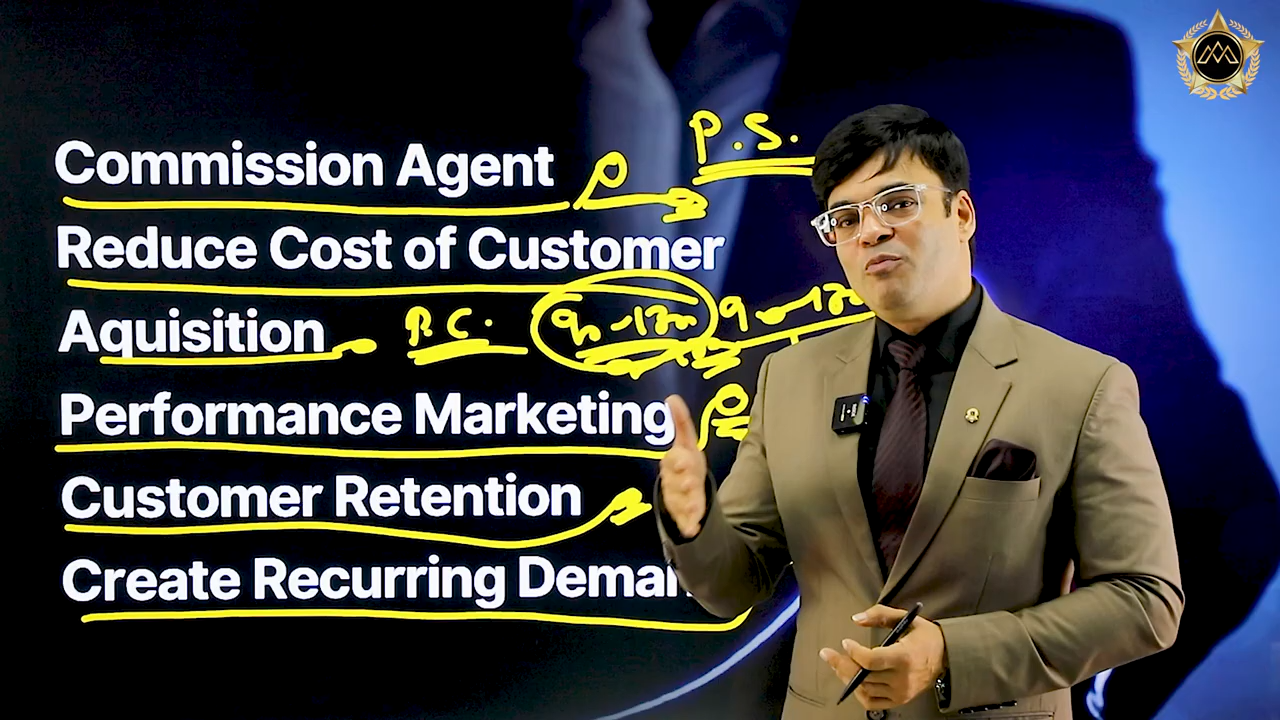 Commission Agent
P.S.
Reduce Cost of Customer
Aquisition
P.C.
Performance Marketing
Customer Retention
Create Recurring Deman